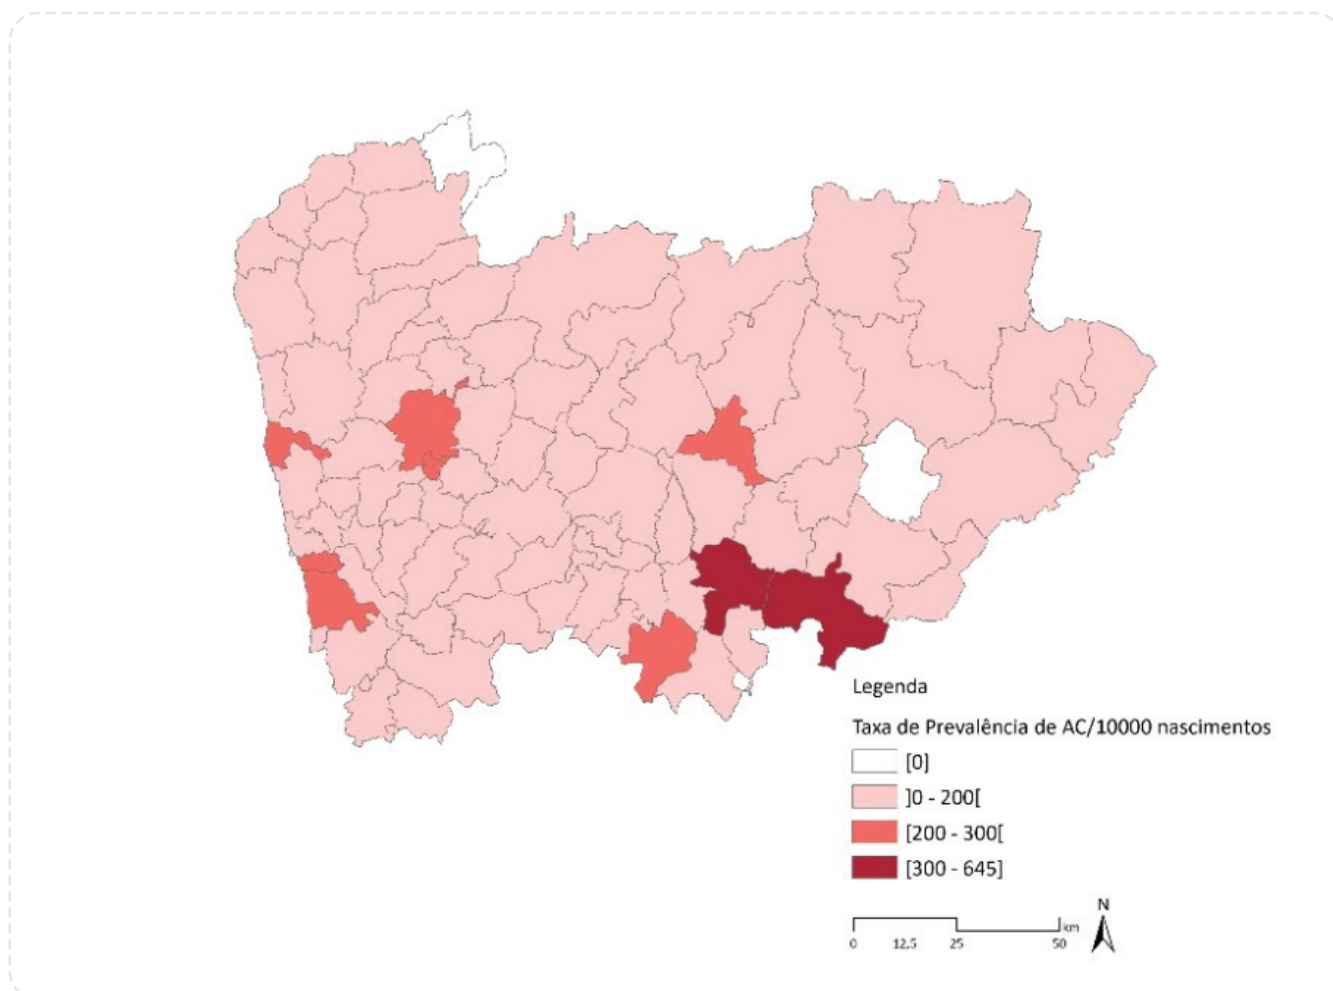 Legenda
Taxa de Prevalência de AC/10000 nascimentos
[0]
]0 - 200[
[200 - 300[
[300 - 645]
N
km
0 12,5 25 50